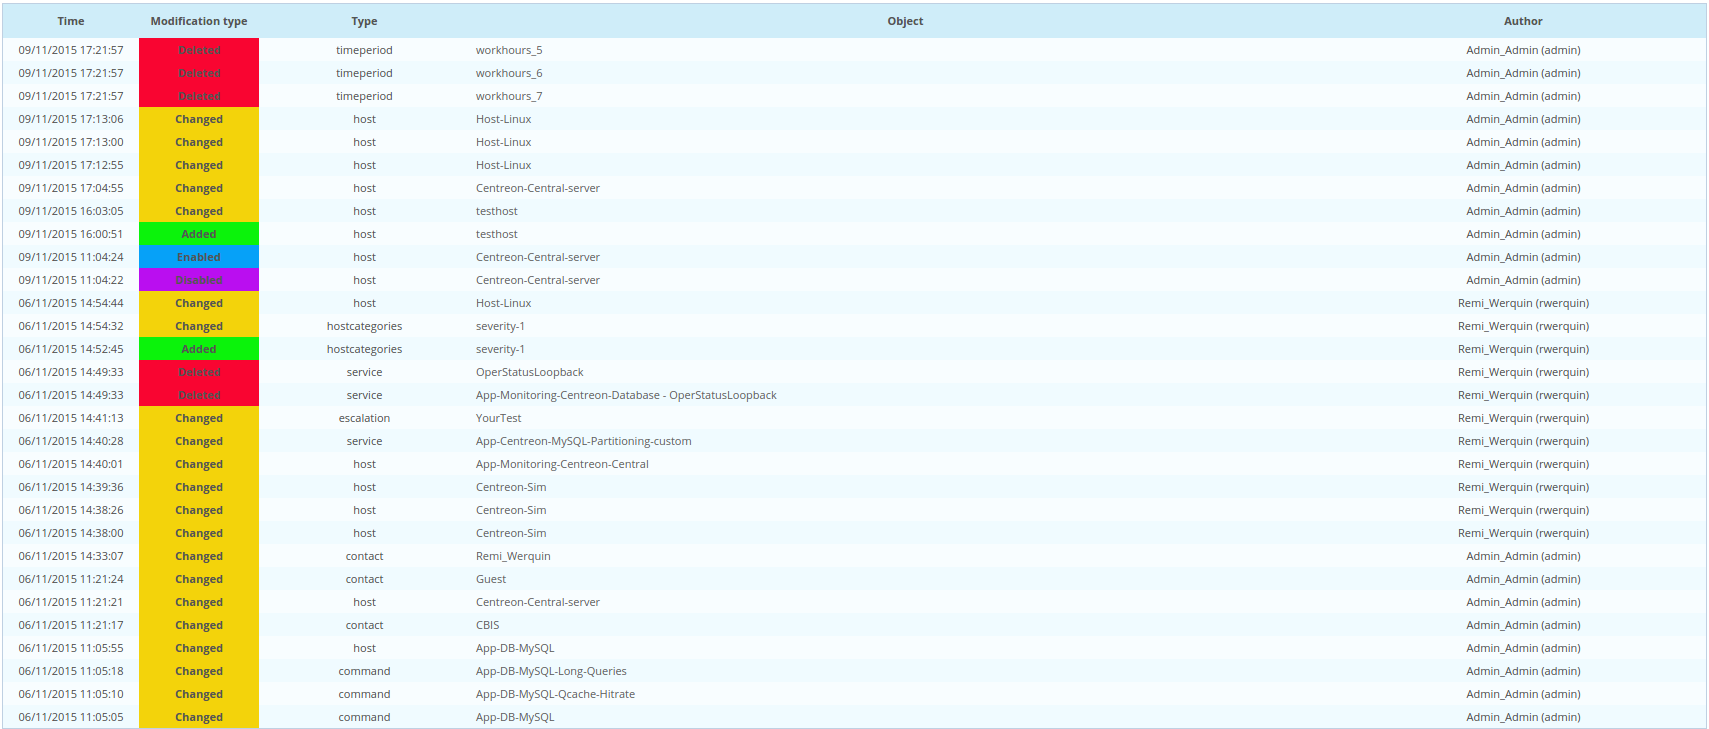 Time Modification type Type Object Author
09/11/2015 17:21:57 Deleted timeperiod workhours_5 Admin_Admin (admin)
09/11/2015 17:21:57 Deleted timeperiod workhours_6 Admin_Admin (admin)
09/11/2015 17:21:57 Deleted timeperiod workhours_7 Admin_Admin (admin)
09/11/2015 17:13:06 Changed host Host-Linux Admin_Admin (admin)
09/11/2015 17:13:00 Changed host Host-Linux Admin_Admin (admin)
09/11/2015 17:12:55 Changed host Host-Linux Admin_Admin (admin)
09/11/2015 17:04:55 Changed host Centreon-Central-server Admin_Admin (admin)
09/11/2015 16:03:05 Changed host testhost Admin_Admin (admin)
09/11/2015 16:00:51 Added host testhost Admin_Admin (admin)
09/11/2015 11:04:24 Enabled host Centreon-Central-server Admin_Admin (admin)
09/11/2015 11:04:22 Disabled host Centreon-Central-server Admin_Admin (admin)
06/11/2015 14:54:44 Changed host Host-Linux Remi_Werquin (rwerquin)
06/11/2015 14:54:32 Changed hostcategories severity-1 Remi_Werquin (rwerquin)
06/11/2015 14:52:45 Added hostcategories severity-1 Remi_Werquin (rwerquin)
06/11/2015 14:49:33 Deleted service OperStatusLoopback Remi_Werquin (rwerquin)
06/11/2015 14:49:33 Deleted service App-Monitoring-Centreon-Database - OperStatusLoopback Remi_Werquin (rwerquin)
06/11/2015 14:41:13 Changed escalation YourTest Remi_Werquin (rwerquin)
06/11/2015 14:40:28 Changed service App-Centreon-MySQL-Partitioning-custom Remi_Werquin (rwerquin)
06/11/2015 14:40:01 Changed host App-Monitoring-Centreon-Central Remi_Werquin (rwerquin)
06/11/2015 14:39:36 Changed host Centreon-Sim Remi_Werquin (rwerquin)
06/11/2015 14:38:26 Changed host Centreon-Sim Remi_Werquin (rwerquin)
06/11/2015 14:38:00 Changed host Centreon-Sim Remi_Werquin (rwerquin)
06/11/2015 14:33:07 Changed contact Remi_Werquin Admin_Admin (admin)
06/11/2015 11:21:24 Changed contact Guest Admin_Admin (admin)
06/11/2015 11:21:21 Changed host Centreon-Central-server Admin_Admin (admin)
06/11/2015 11:21:17 Changed contact CBIS Admin_Admin (admin)
06/11/2015 11:05:55 Changed host App-DB-MySQL Admin_Admin (admin)
06/11/2015 11:05:18 Changed command App-DB-MySQL-Long-Queries Admin_Admin (admin)
06/11/2015 11:05:10 Changed command App-DB-MySQL-Qcache-Hitrate Admin_Admin (admin)
06/11/2015 11:05:05 Changed command App-DB-MySQL Admin_Admin (admin)